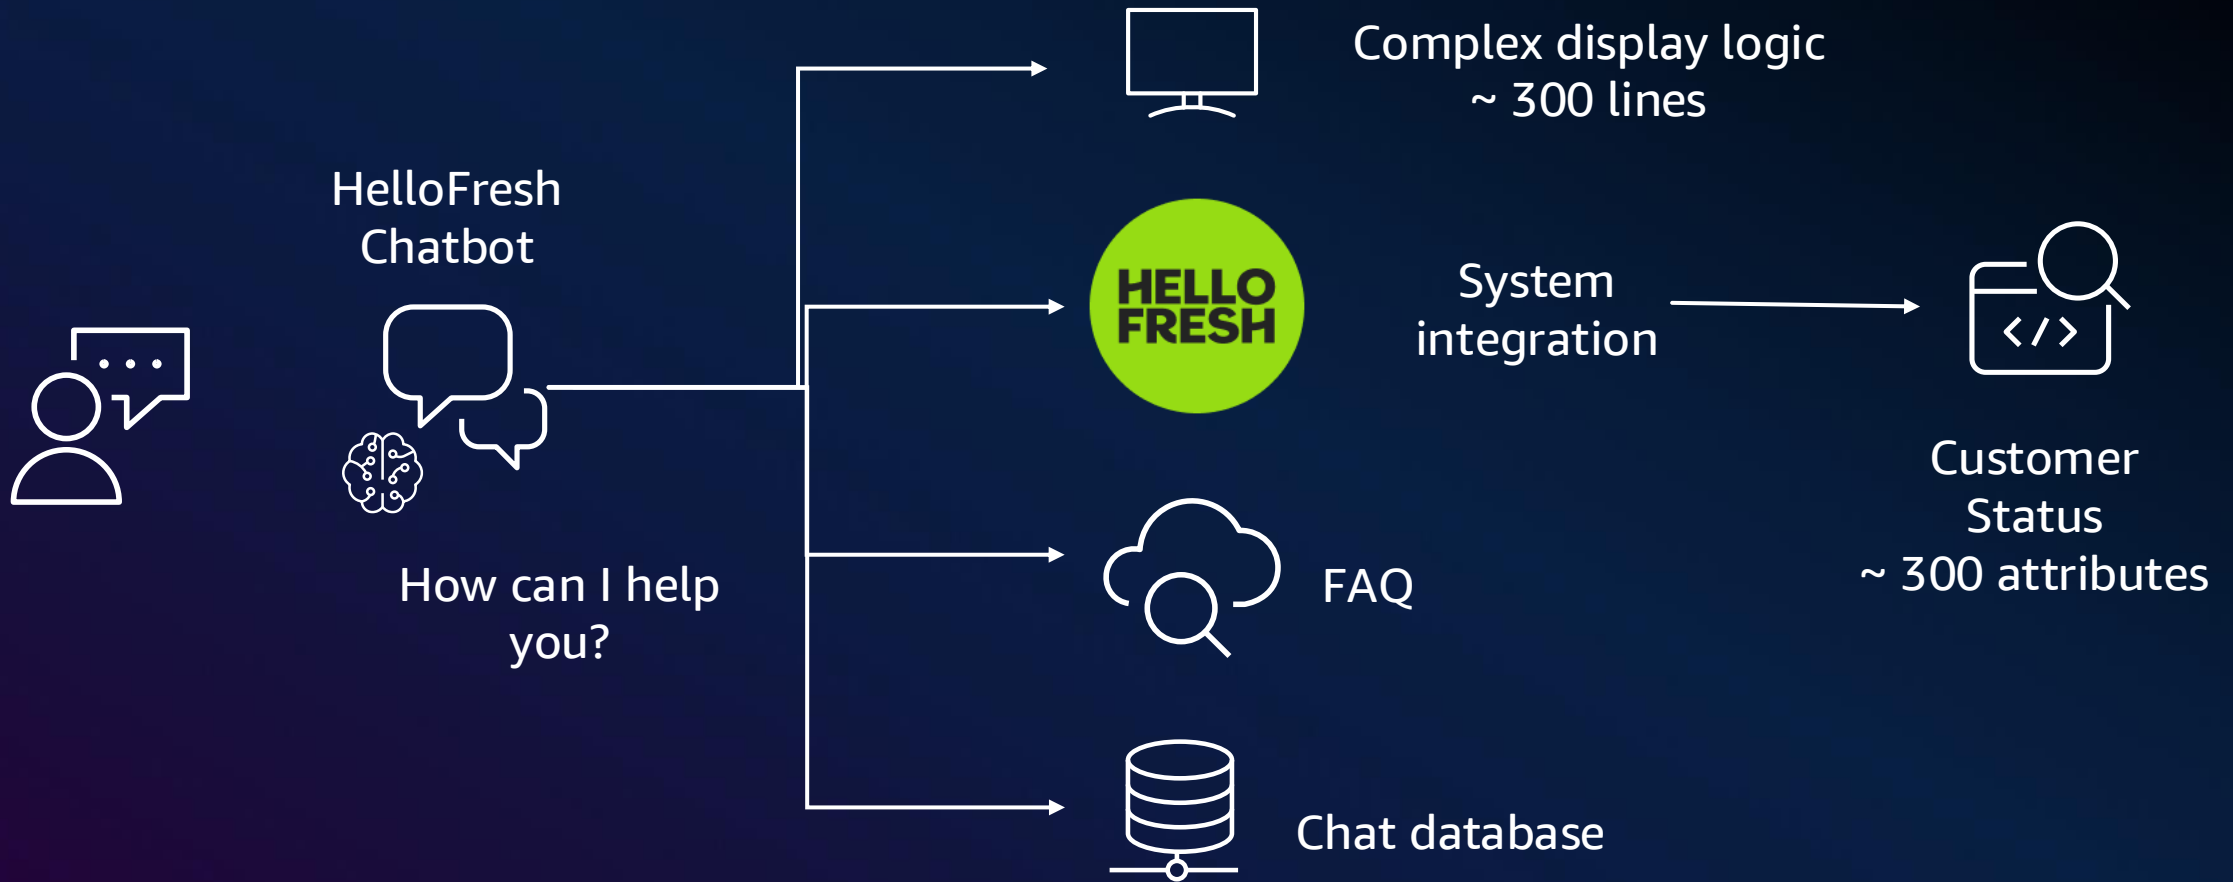 Complex display logic
~ 300 lines
HelloFresh
Chatbot
How can I help
you?
HELLO
FRESH
System
integration
</>
Customer
Status
~ 300 attributes
FAQ
Chat database